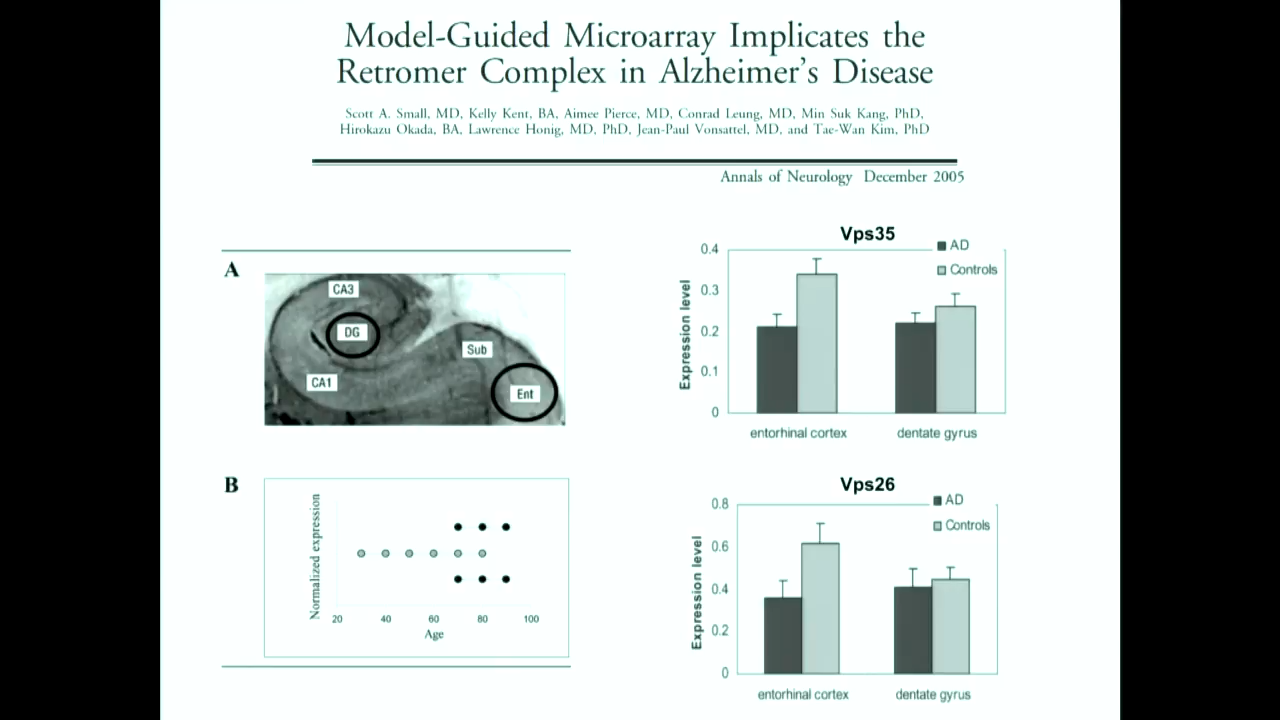 Model-Guided Microarray Implicates the
Retromer Complex in Alzheimer's Disease
Scott A. Small, MD, Kelly Kent, BA, Aimee Pierce, MD, Conrad Leung, MD, Min Suk Kang, PhD,
Hirokazu Okada, BA, Lawrence Honig, MD, PhD, Jean-Paul Vonsattel, MD, and Tae-Wan Kim, PhD
Annals of Neurology December 2005
A
CA3
DG
Sub
CA1
Ent
B
Normalized expression
20 40 60 80 100
Age
Vps35
AD
Controls
Expression level
0.4
0.3
0.2
0.1
0
entorhinal cortex dentate gyrus
Vps26
AD
Controls
Expression level
0.8
0.6
0.4
0.2
0
entorhinal cortex dentate gyrus